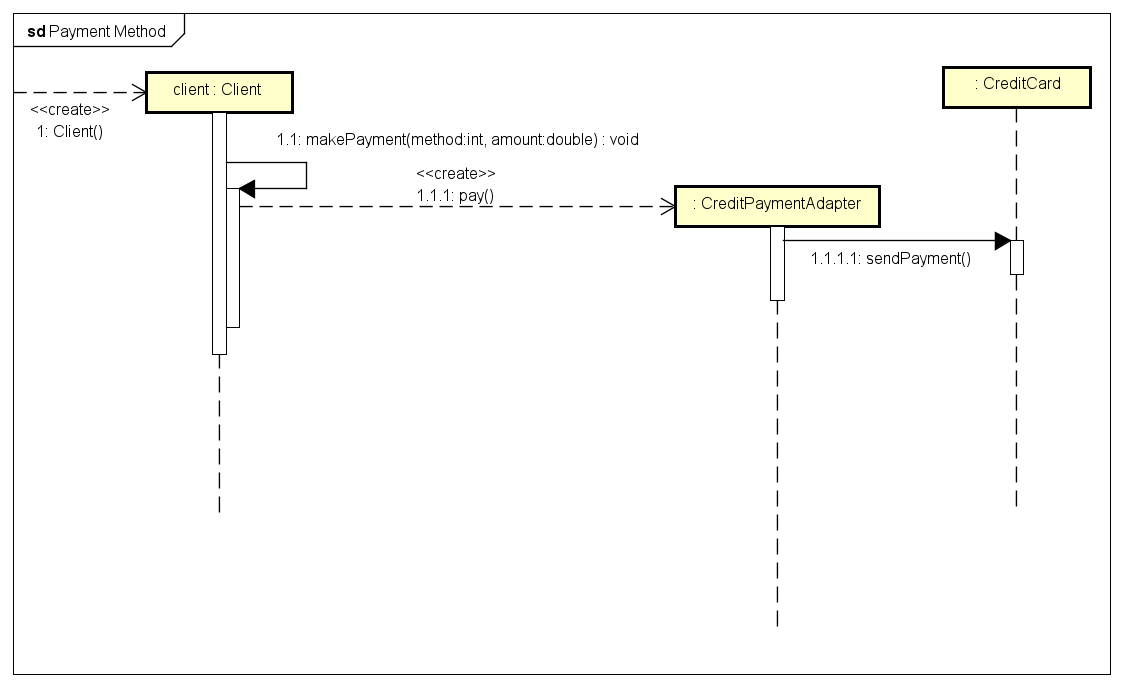 sd Payment Method
client : Client
: CreditCard
<<create>>
1: Client()
1.1: makePayment(method:int, amount:double) : void
<<create>>
1.1.1: pay()
: CreditPaymentAdapter
1.1.1.1: sendPayment()